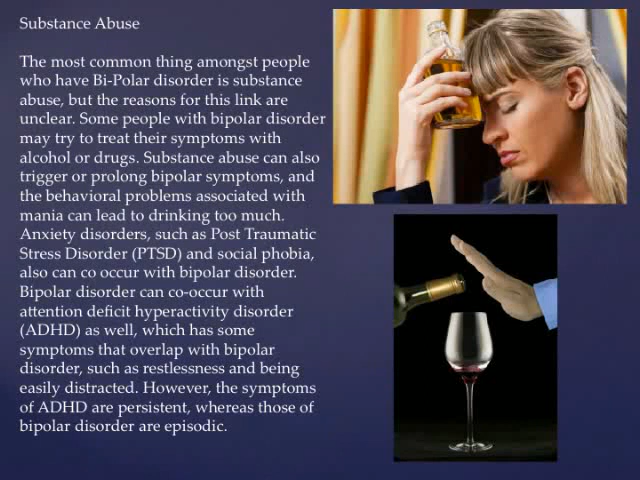 Substance Abuse
The most common thing amongst people
who have Bi-Polar disorder is substance
abuse, but the reasons for this link are
unclear. Some people with bipolar disorder
may try to treat their symptoms with
alcohol or drugs. Substance abuse can also
trigger or prolong bipolar symptoms, and
the behavioral problems associated with
mania can lead to drinking too much.
Anxiety disorders, such as Post Traumatic
Stress Disorder (PTSD) and social phobia,
also can co occur with bipolar disorder.
Bipolar disorder can co-occur with
attention deficit hyperactivity disorder
(ADHD) as well, which has some
symptoms that overlap with bipolar
disorder, such as restlessness and being
easily distracted. However, the symptoms
of ADHD are persistent, whereas those of
bipolar disorder are episodic.